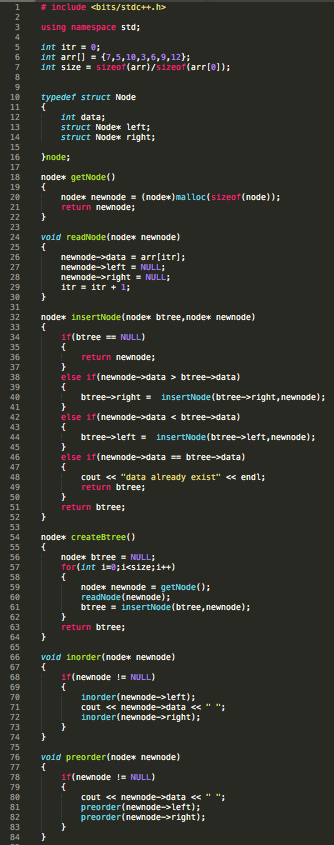 1 # include <bits/stdc++.h>
2
3 using namespace std;
4
5 int itr = 0;
6 int arr[] = {7,5,10,3,6,9,12};
7 int size = sizeof(arr)/sizeof(arr[0]);
8
9
10 typedef struct Node
11 {
12 int data;
13 struct Node* left;
14 struct Node* right;
15
16 }node;
17
18 node* getNode()
19 {
20 node* newnode = (node*)malloc(sizeof(node));
21 return newnode;
22 }
23
24 void readNode(node* newnode)
25 {
26 newnode->data = arr[itr];
27 newnode->left = NULL;
28 newnode->right = NULL;
29 itr = itr + 1;
30 }
31
32 node* insertNode(node* btree,node* newnode)
33 {
34 if(btree == NULL)
35 {
36 return newnode;
37 }
38 else if(newnode->data > btree->data)
39 {
40 btree->right = insertNode(btree->right,newnode);
41 }
42 else if(newnode->data < btree->data)
43 {
44 btree->left = insertNode(btree->left,newnode);
45 }
46 else if(newnode->data == btree->data)
47 {
48 cout << "data already exist" << endl;
49 return btree;
50 }
51 return btree;
52 }
53
54 node* createBtree()
55 {
56 node* btree = NULL;
57 for(int i=0;i<size;i++)
58 {
59 node* newnode = getNode();
60 readNode(newnode);
61 btree = insertNode(btree,newnode);
62 }
63 return btree;
64 }
65
66 void inorder(node* newnode)
67 {
68 if(newnode != NULL)
69 {
70 inorder(newnode->left);
71 cout << newnode->data << " ";
72 inorder(newnode->right);
73 }
74 }
75
76 void preorder(node* newnode)
77 {
78 if(newnode != NULL)
79 {
80 cout << newnode->data << " ";
81 preorder(newnode->left);
82 preorder(newnode->right);
83 }
84 }